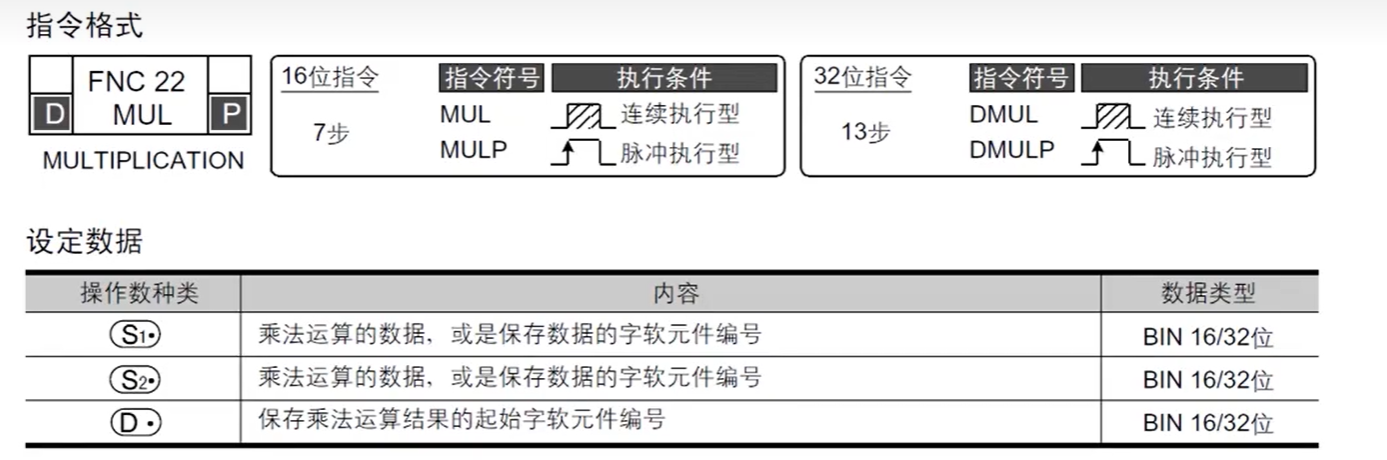 指令格式
FNC 22
D MUL P
MULTIPLICATION
16位指令 指令符号 执行条件
7步
MUL 连续执行型
MULP 脉冲执行型
32位指令 指令符号 执行条件
13步
DMUL 连续执行型
DMULP 脉冲执行型
设定数据
操作数种类 内容 数据类型
S1• 乘法运算的数据，或是保存数据的字软元件编号 BIN 16/32位
S2• 乘法运算的数据，或是保存数据的字软元件编号 BIN 16/32位
D• 保存乘法运算结果的起始字软元件编号 BIN 16/32位